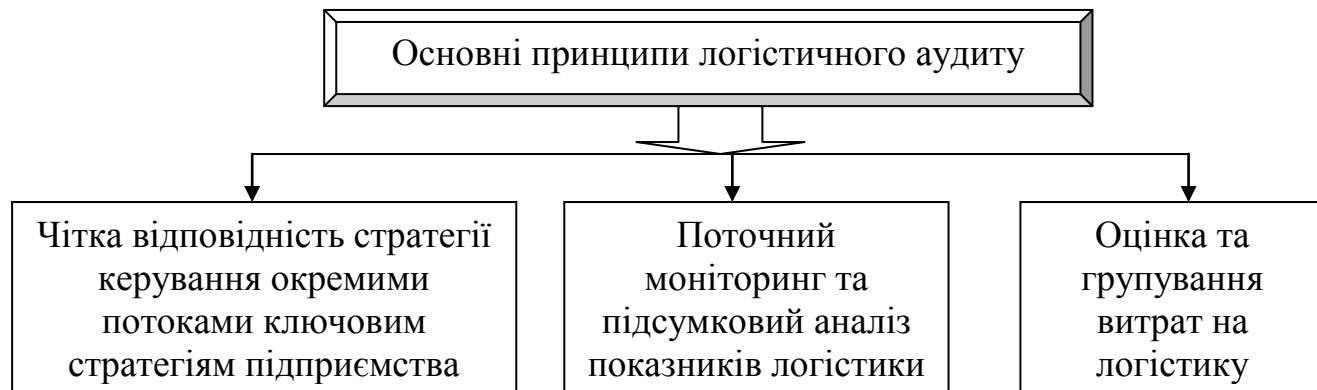 Основні принципи логістичного аудиту
Чітка відповідність стратегії
керування окремими
потоками ключовим
стратегіям підприємства
Поточний
моніторинг та
підсумковий аналіз
показників логістики
Оцінка та
групування
витрат на
логістику